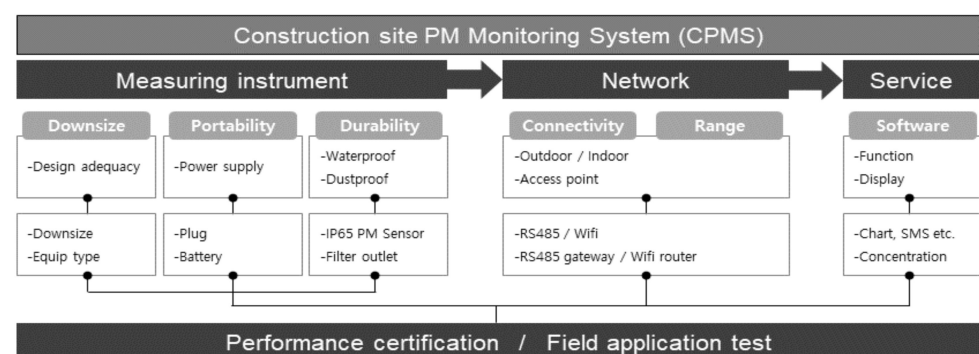 Construction site PM Monitoring System (CPMS)
Measuring instrument
Network
Service
Downsize
Portability
Durability
Connectivity
Range
Software
-Design adequacy
-Power supply
-Waterproof
-Dustproof
-Outdoor / Indoor
-Access point
-Function
-Display
-Downsize
-Equip type
-Plug
-Battery
-IP65 PM Sensor
-Filter outlet
-RS485 / Wifi
-RS485 gateway / Wifi router
-Chart, SMS etc.
-Concentration
Performance certification / Field application test